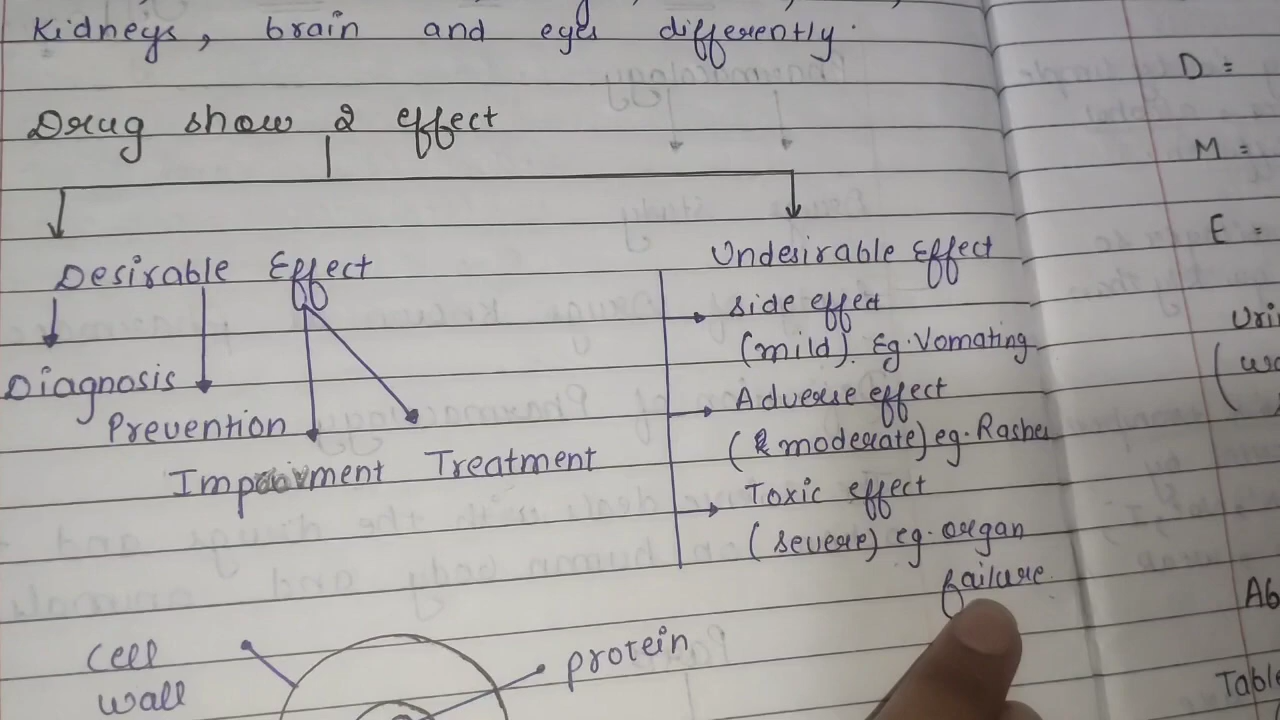 Kidneys, brain and eyes differently.
Drug show 2 effect
Desirable Effect
Diagnosis
Prevention
Treatment
Undesirable Effect
side effect
(mild). Eg. Vomating
Adverse effect
(moderate) eg. Rashes
Toxic effect
(severe) eg. organ
failure.
cell
wall
protein
D =
M =
E =